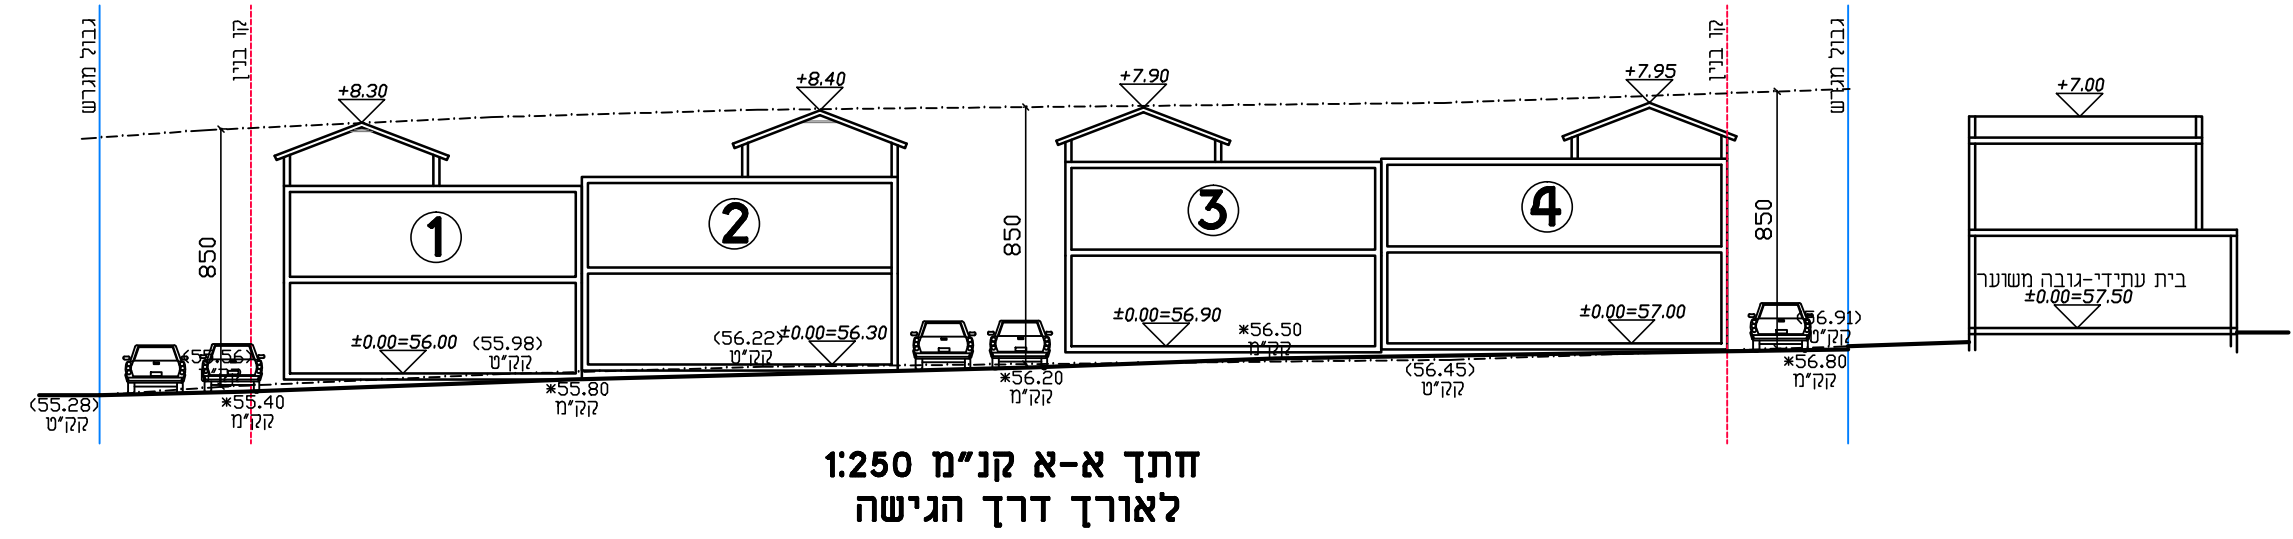 גבול מגרש
קו בנין
+8.30
+8.40
+7.90
+7.95
קו בנין
גבול מגרש
+7.00
850
1
2
850
3
4
850
בית עתידי-גובה משוער
±0.00=57.50
±0.00=56.00
(55.98)
קק"ט
(56.22)
קק"ט
±0.00=56.30
±0.00=56.90
*56.50
קק"מ
±0.00=57.00
(56.91)
קק"ט
*56.80
קק"מ
(55.56)
קק"ט
(55.28)
קק"ט
*55.40
קק"מ
*55.80
קק"מ
*56.20
קק"מ
(56.45)
קק"ט
חתך א-א קנ"מ 1:250
לאורך דרך הגישה